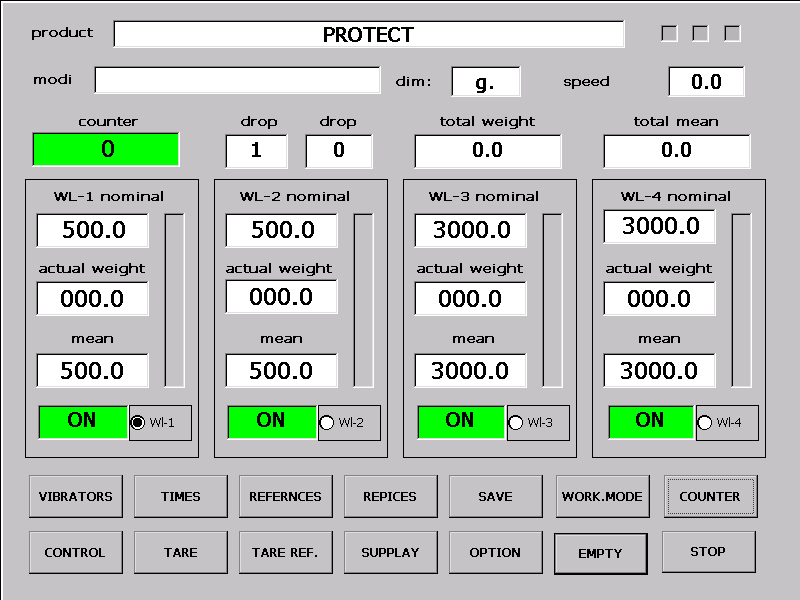 product PROTECT
modi dim: g. speed 0.0
counter drop drop total weight total mean
0 1 0 0.0 0.0
WL-1 nominal WL-2 nominal WL-3 nominal WL-4 nominal
500.0 500.0 3000.0 3000.0
actual weight actual weight actual weight actual weight
000.0 000.0 000.0 000.0
mean mean mean mean
500.0 500.0 3000.0 3000.0
ON Wl-1 ON Wl-2 ON Wl-3 ON Wl-4
VIBRATORS TIMES REFERNCES REPICES SAVE WORK.MODE COUNTER
CONTROL TARE TARE REF. SUPPLAY OPTION EMPTY STOP